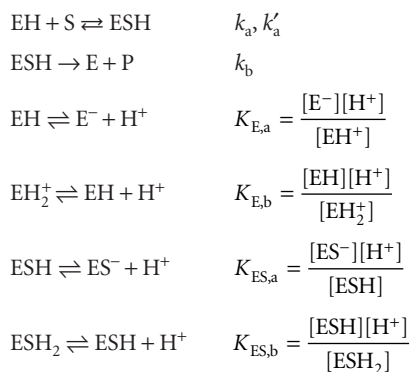 EH + S ⇌ ESH kₐ, k′ₐ
ESH → E + P k_b
EH ⇌ E⁻ + H⁺ K_E,a = [E⁻][H⁺] / [EH⁺]
EH₂⁺ ⇌ EH + H⁺ K_E,b = [EH][H⁺] / [EH₂⁺]
ESH ⇌ ES⁻ + H⁺ K_ES,a = [ES⁻][H⁺] / [ESH]
ESH₂ ⇌ ESH + H⁺ K_ES,b = [ESH][H⁺] / [ESH₂]